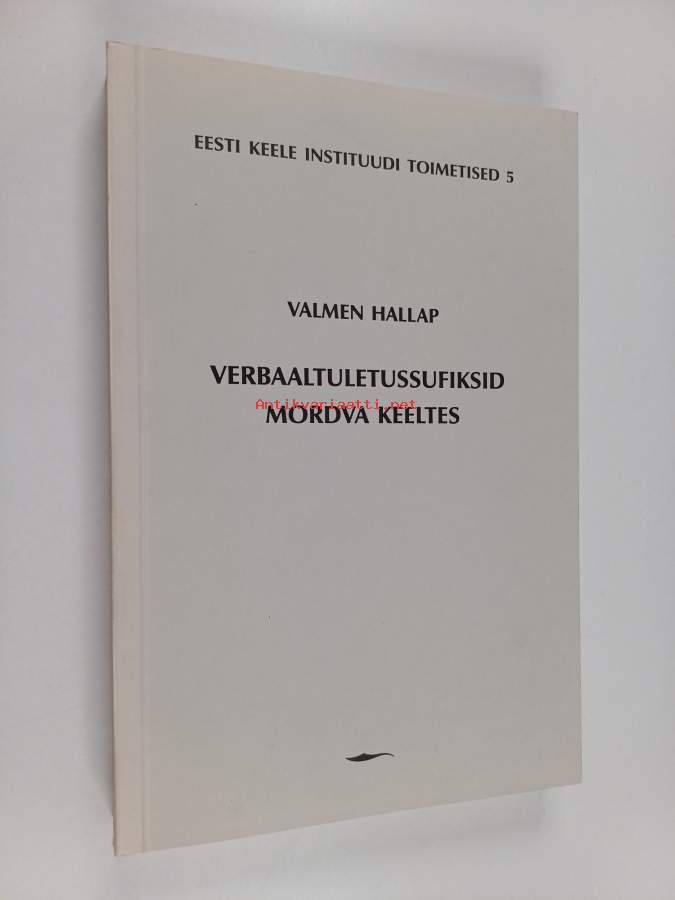 EESTI KEELE INSTITUUDI TOIMETISED 5
VALMEN HALLAP
VERBAALTULETUSSUFIKSID
Antikvariaatti.net
MORDVA KEELTES